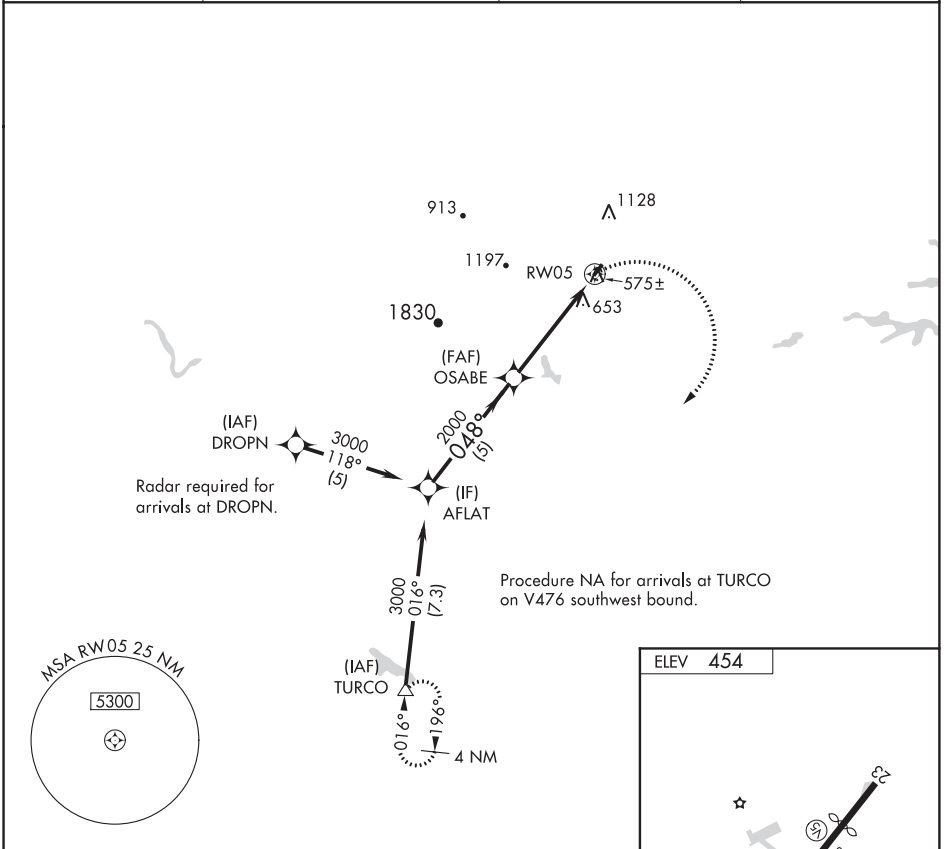 913
1128
1197
RW05
575±
653
1830
(FAF)
OSABE
2000
048°
(5)
(IAF)
DROPN
3000
118°
(5)
Radar required for
arrivals at DROPN.
(IF)
AFLAT
3000
016°
(7.3)
Procedure NA for arrivals at TURCO
on V476 southwest bound.
(IAF)
TURCO
016°
196°
4 NM
MSA RW05 25 NM
5300
ELEV 454
23